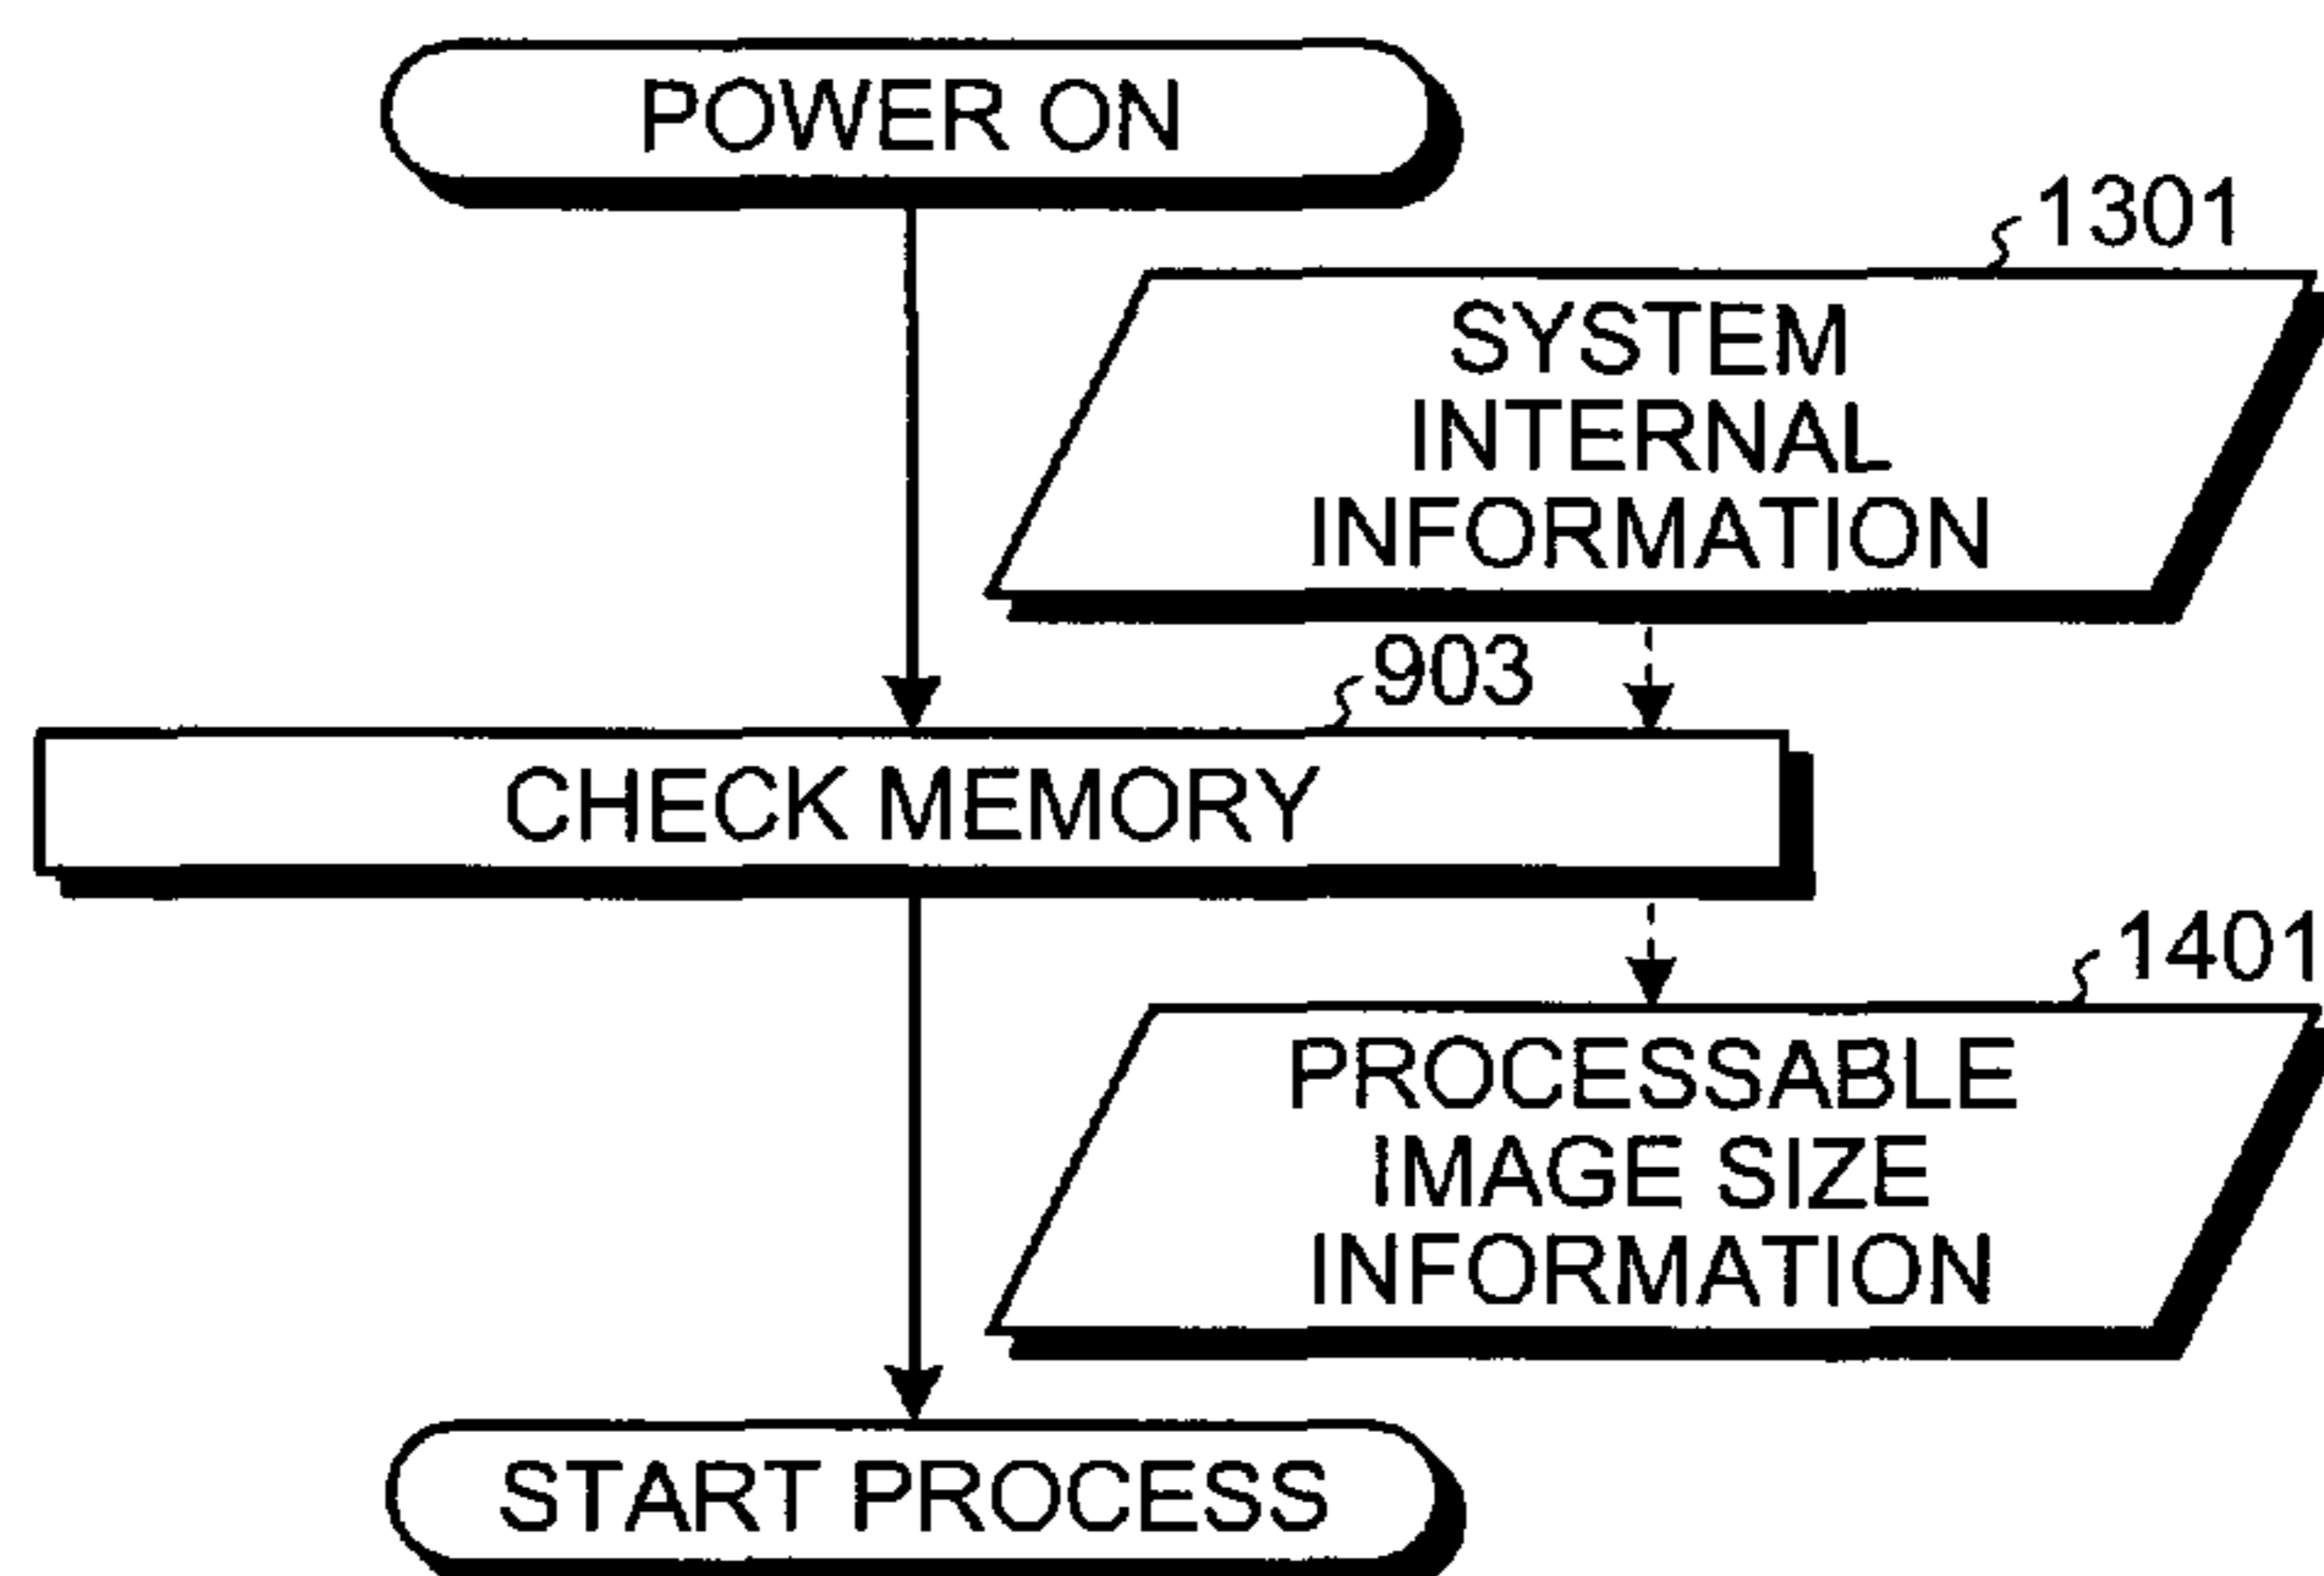 POWER ON
1301
SYSTEM
INTERNAL
INFORMATION
903
CHECK MEMORY
1401
PROCESSABLE
IMAGE SIZE
INFORMATION
START PROCESS